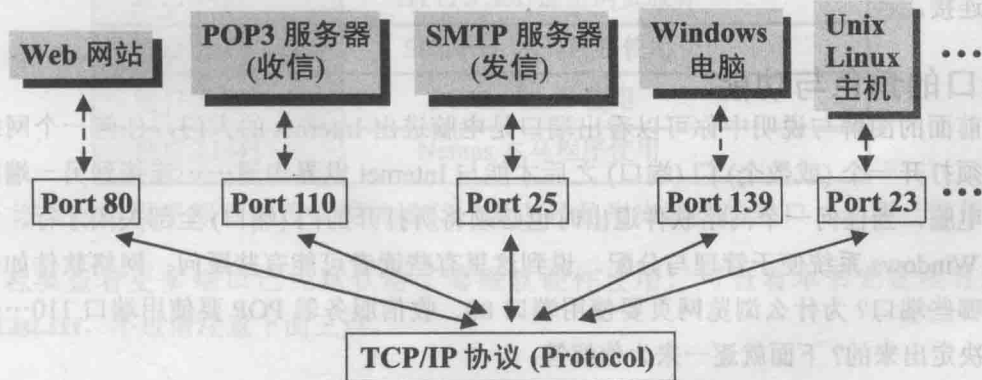 Web 网站
POP3 服务器
(收信)
SMTP 服务器
(发信)
Windows
电脑
Unix
Linux
主机
...
Port 80
Port 110
Port 25
Port 139
Port 23
...
TCP/IP 协议 (Protocol)